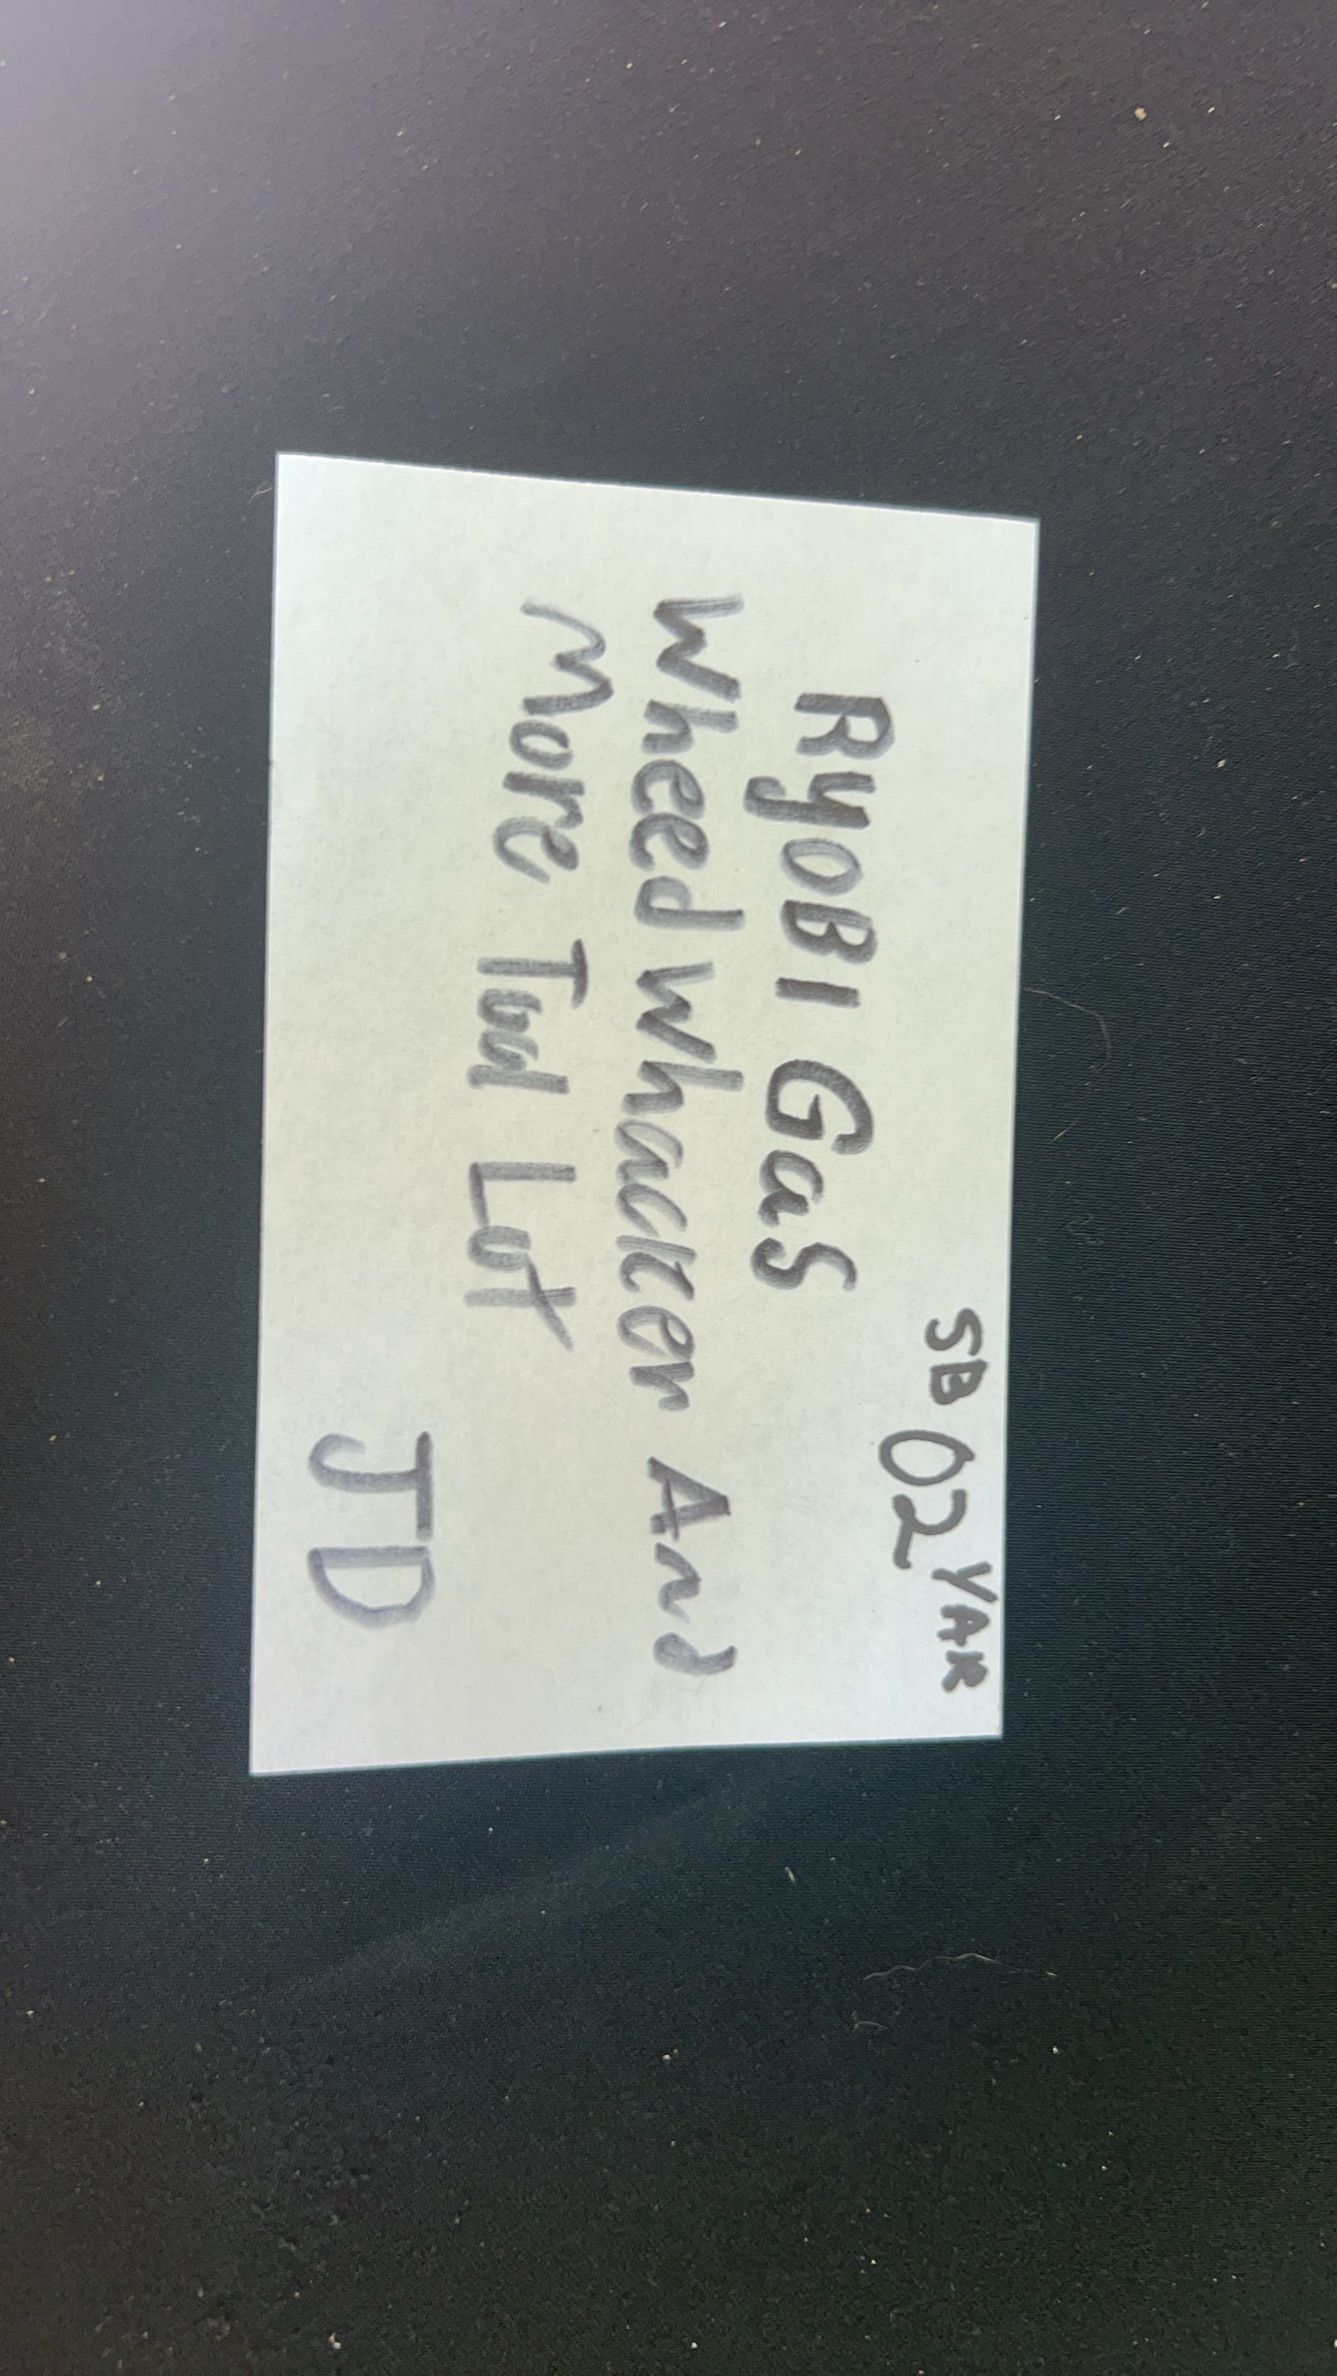 SB 02 YAR
RyOBI Gas
Wheed Whacker And
More Tool Lot
JD